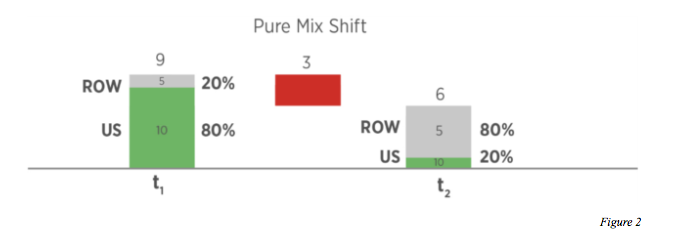 Pure Mix Shift
9
3
ROW 5 20%
6
US 10 80%
ROW 5 80%
US 10 20%
t1
t2
Figure 2